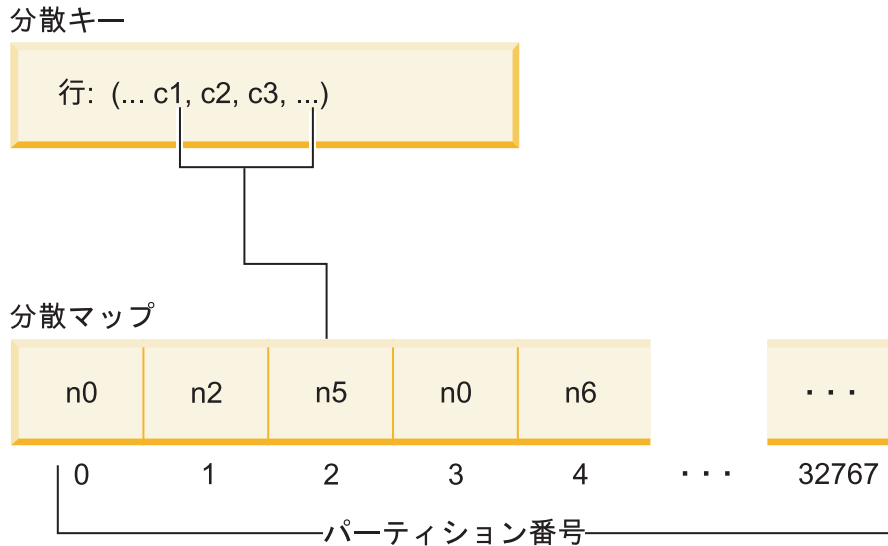 分散キー
行: (... c1, c2, c3, ...)
分散マップ
n0 n2 n5 n0 n6 ･･･
0 1 2 3 4 ･･･ 32767
パーティション番号